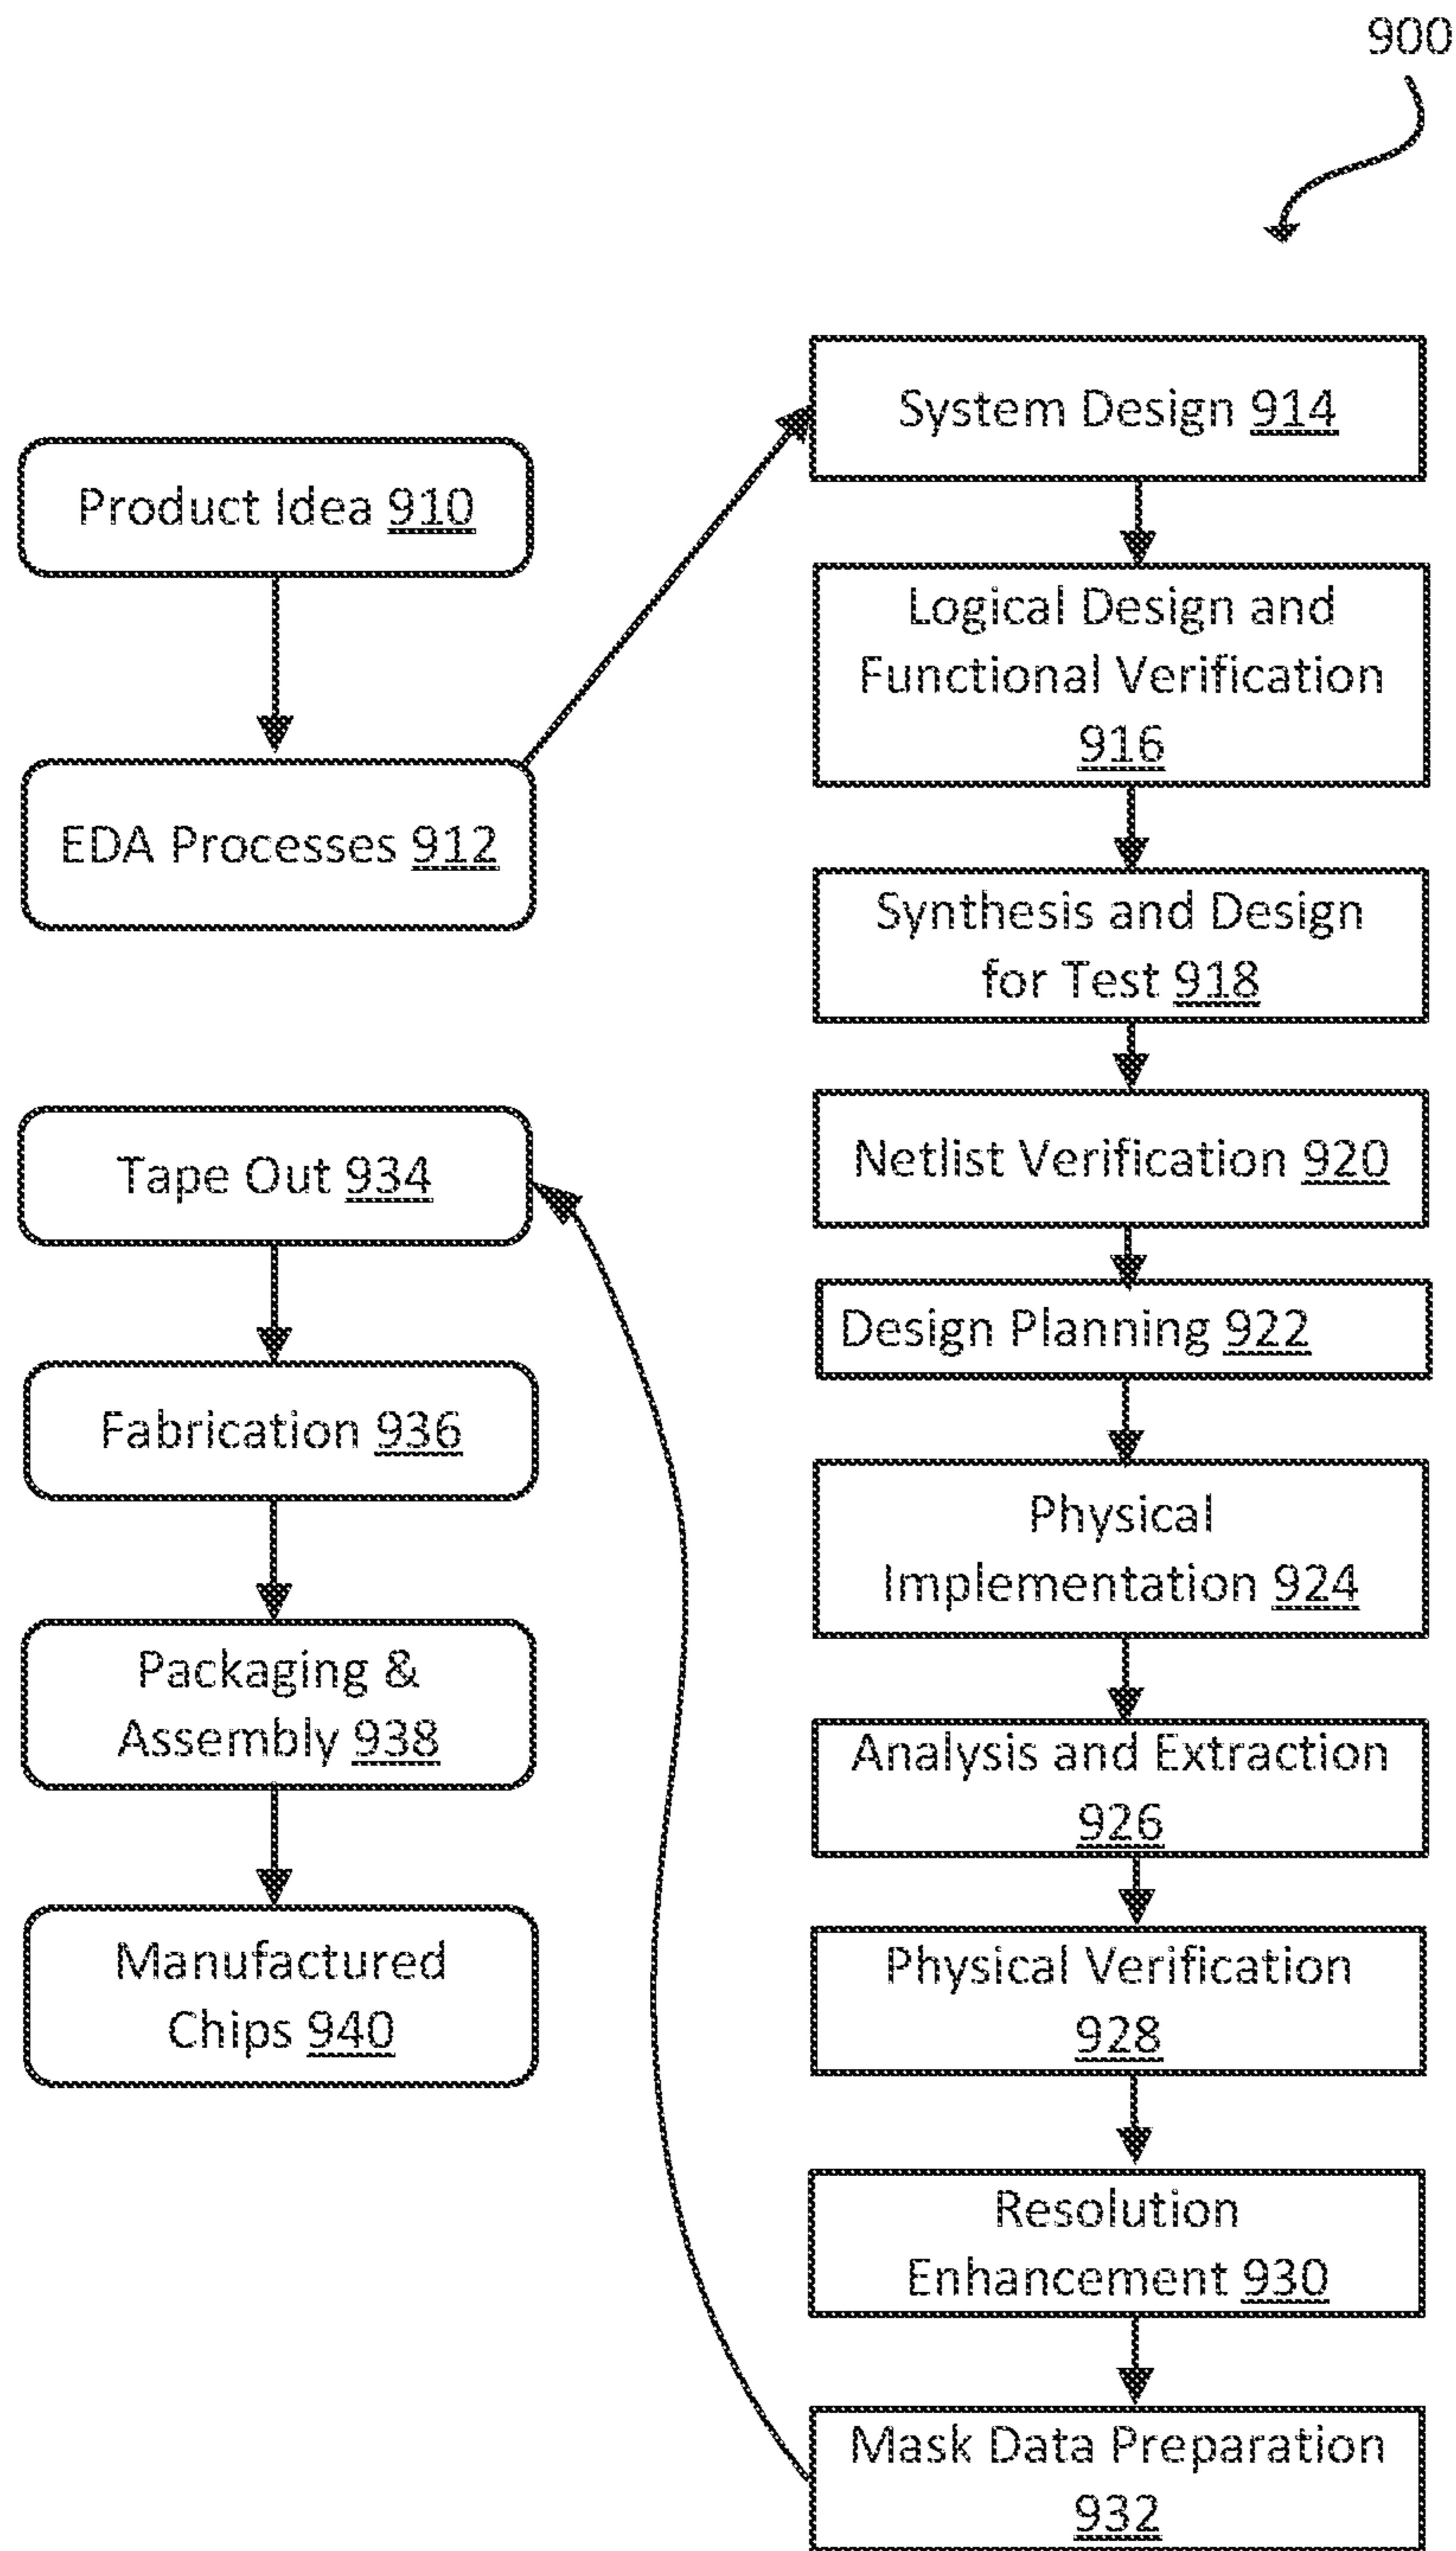 900
Product Idea 910
EDA Processes 912
System Design 914
Logical Design and
Functional Verification
916
Synthesis and Design
for Test 918
Netlist Verification 920
Design Planning 922
Physical
Implementation 924
Analysis and Extraction
926
Physical Verification
928
Resolution
Enhancement 930
Mask Data Preparation
932
Tape Out 934
Fabrication 936
Packaging &
Assembly 938
Manufactured
Chips 940